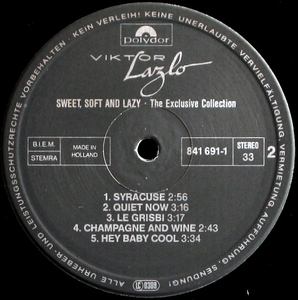 polydor
VIKTOR
Lazlo
SWEET, SOFT AND LAZY · The Exclusive Collection
B.I.E.M.
STEMRA
MADE IN
HOLLAND
841 691-1
STEREO
33
2
1. SYRACUSE 2:56
2. QUIET NOW 3:16
3. LE GRISBI 3:17
4. CHAMPAGNE AND WINE 2:43
5. HEY BABY COOL 3:34
ALLE URHEBER- UND LEISTUNGSSCHUTZRECHTE VORBEHALTEN · KEIN VERLEIH! KEINE UNERLAUBTE VERVIELFÄLTIGUNG, VERMIETUNG, AUFFÜHRUNG, SENDUNG!
LC 0309